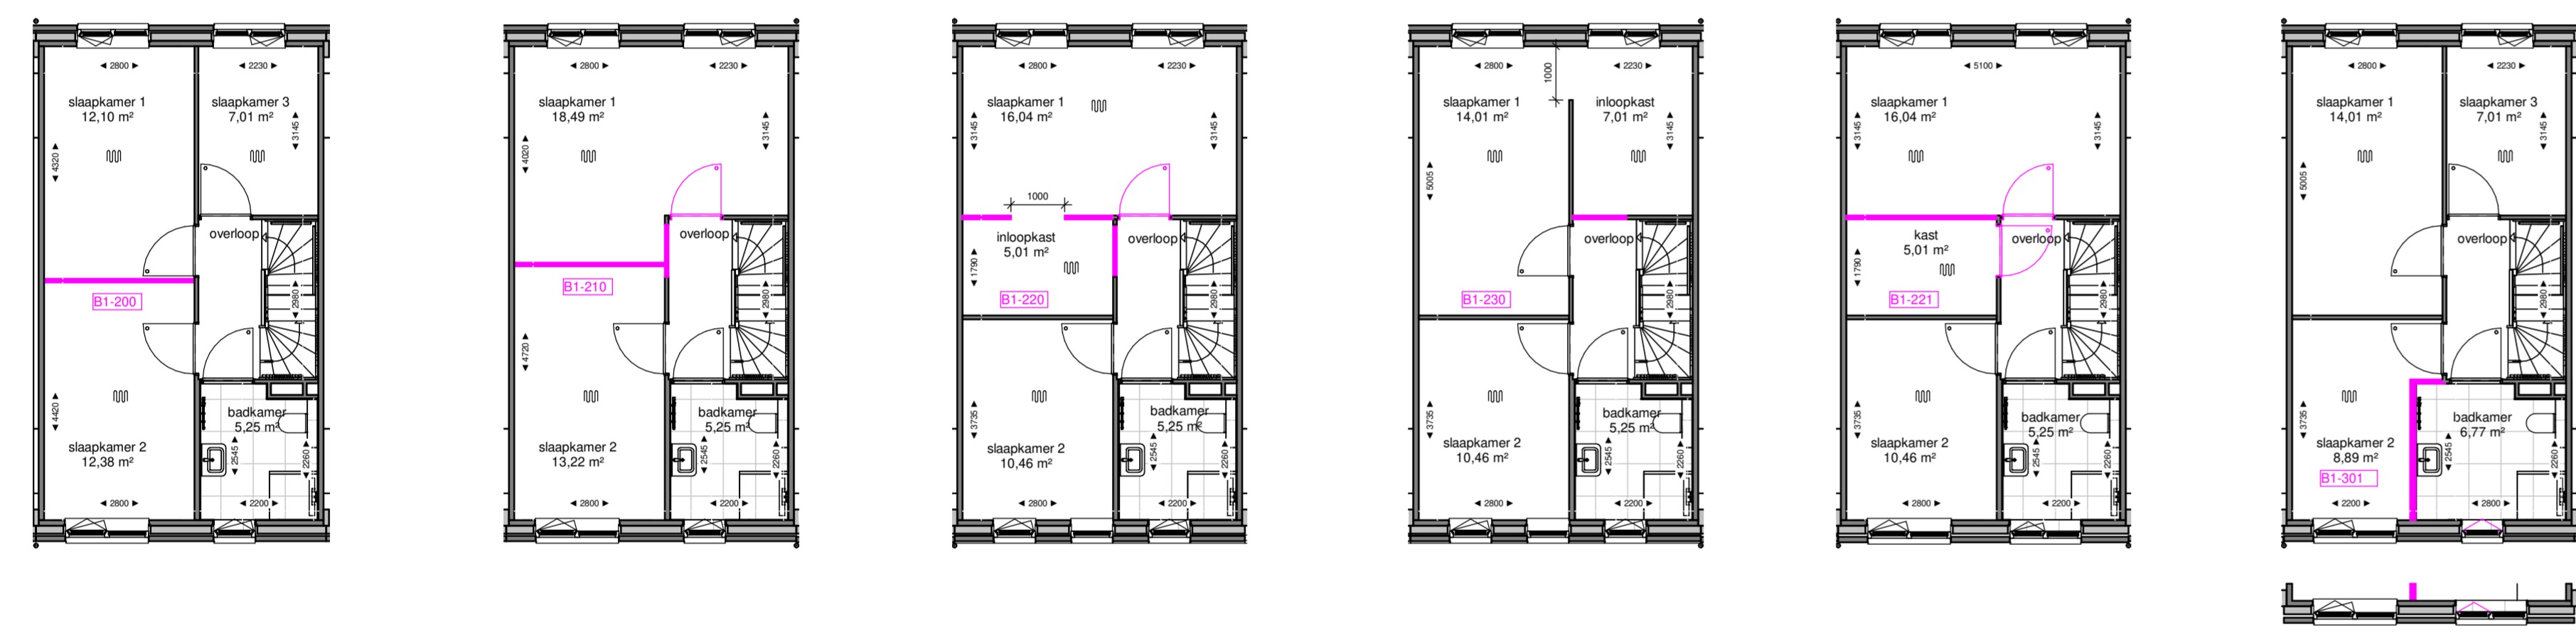 ◄ 2800 ►
◄ 2230 ►
slaapkamer 1
12,10 m²
slaapkamer 3
7,01 m²
◄ 3145 ►
◄ 4320 ►
overloop
B1-200
2980 ►
◄ 4420 ►
badkamer
5,25 m²
slaapkamer 2
12,38 m²
◄ 2545 ►
◄ 2260 ►
◄ 2800 ►
◄ 2200 ►
◄ 2800 ►
◄ 2230 ►
slaapkamer 1
18,49 m²
◄ 3145 ►
◄ 4020 ►
overloop
B1-210
2980 ►
◄ 4720 ►
badkamer
5,25 m²
slaapkamer 2
13,22 m²
◄ 2545 ►
◄ 2260 ►
◄ 2800 ►
◄ 2200 ►
◄ 2800 ►
◄ 2230 ►
slaapkamer 1
16,04 m²
◄ 3145 ►
◄ 3145 ►
1000
inloopkast
5,01 m²
overloop
◄ 1790 ►
B1-220
2980 ►
◄ 3735 ►
badkamer
5,25 m²
slaapkamer 2
10,46 m²
◄ 2545 ►
◄ 2260 ►
◄ 2800 ►
◄ 2200 ►
◄ 2800 ►
1000
◄ 2230 ►
slaapkamer 1
14,01 m²
inloopkast
7,01 m²
◄ 3145 ►
◄ 5005 ►
overloop
B1-230
2980 ►
◄ 3735 ►
badkamer
5,25 m²
slaapkamer 2
10,46 m²
◄ 2545 ►
◄ 2260 ►
◄ 2800 ►
◄ 2200 ►
◄ 5100 ►
slaapkamer 1
16,04 m²
◄ 3145 ►
◄ 3145 ►
kast
5,01 m²
overloop
◄ 1790 ►
B1-221
2980 ►
◄ 3735 ►
badkamer
5,25 m²
slaapkamer 2
10,46 m²
◄ 2545 ►
◄ 2260 ►
◄ 2800 ►
◄ 2200 ►
◄ 2800 ►
◄ 2230 ►
slaapkamer 1
14,01 m²
slaapkamer 3
7,01 m²
◄ 3145 ►
◄ 5005 ►
overloop
2980 ►
◄ 3735 ►
badkamer
6,77 m²
slaapkamer 2
8,89 m²
◄ 2545 ►
◄ 2260 ►
B1-301
◄ 2200 ►
◄ 2800 ►